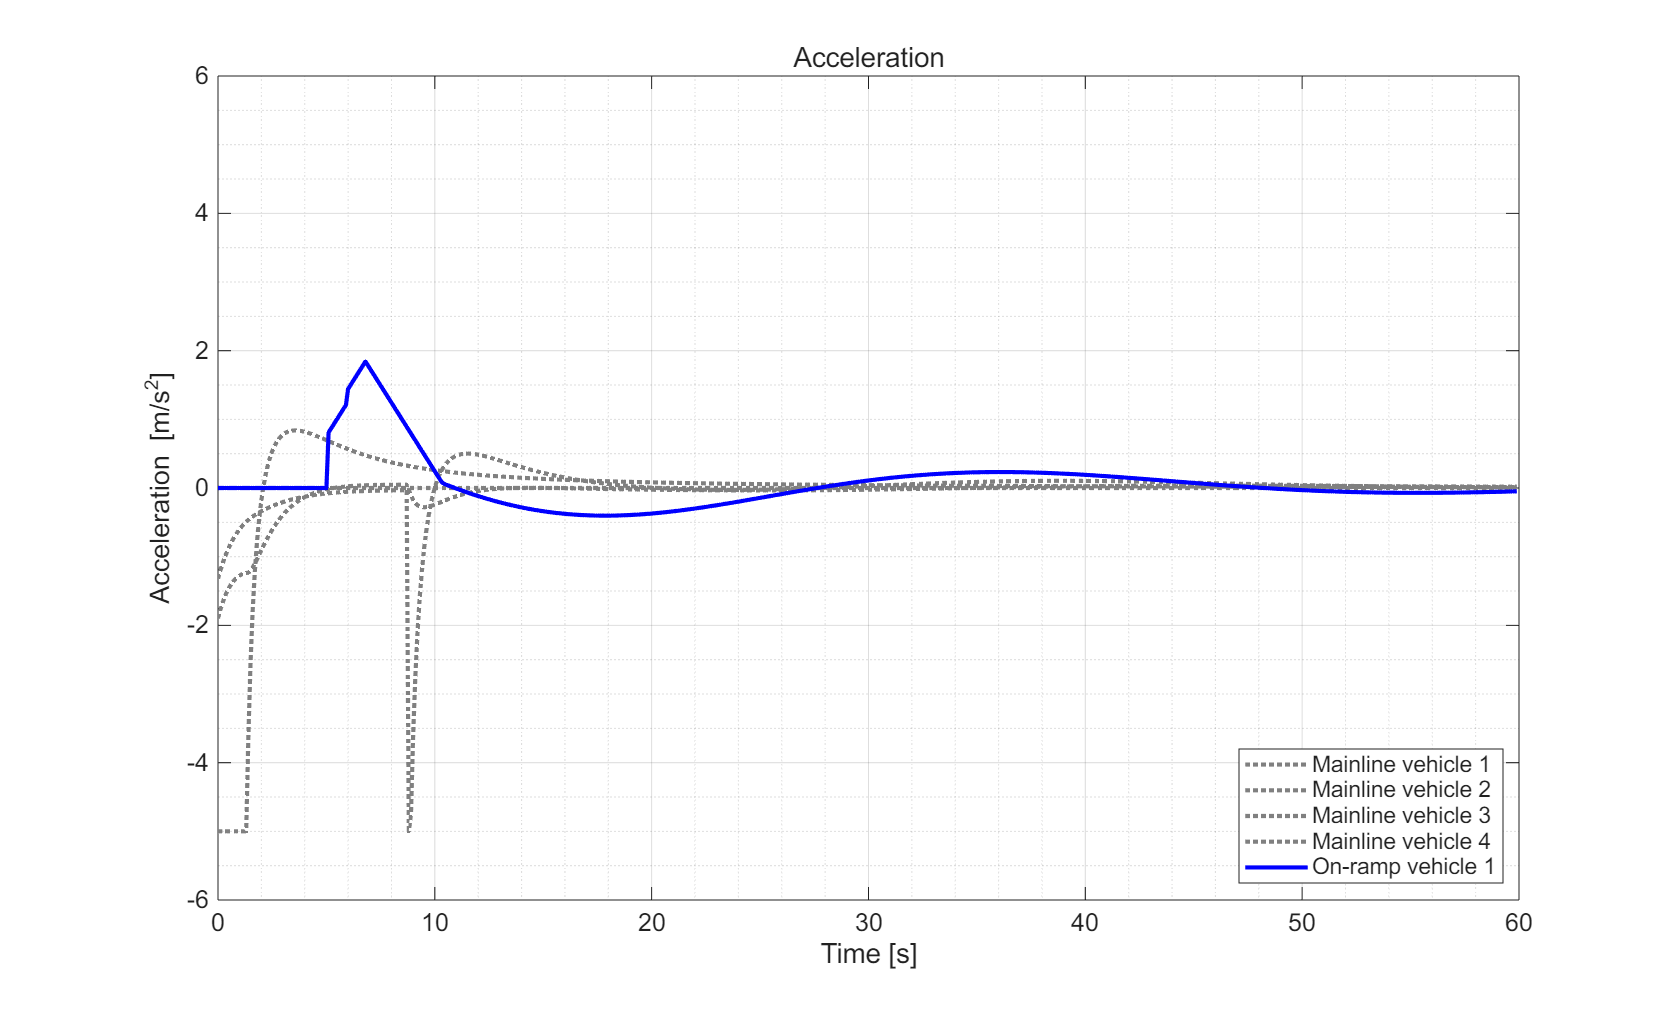 Acceleration
6
4
2
0
-2
-4
-6
Acceleration [m/s²]
0 10 20 30 40 50 60
Time [s]
Mainline vehicle 1
Mainline vehicle 2
Mainline vehicle 3
Mainline vehicle 4
On-ramp vehicle 1